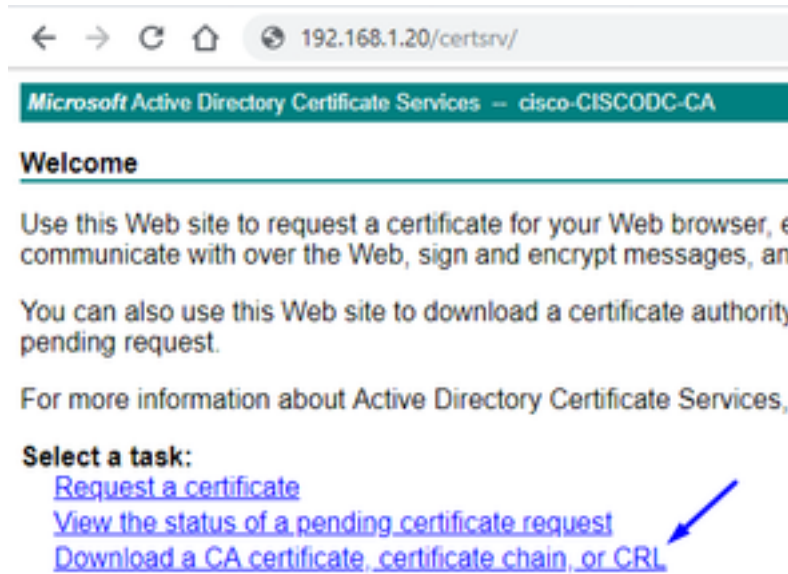 192.168.1.20/certsrv/
Microsoft Active Directory Certificate Services -- cisco-CISCODC-CA
Welcome
Use this Web site to request a certificate for your Web browser, e
communicate with over the Web, sign and encrypt messages, an
You can also use this Web site to download a certificate authority
pending request.
For more information about Active Directory Certificate Services,
Select a task:
Request a certificate
View the status of a pending certificate request
Download a CA certificate, certificate chain, or CRL